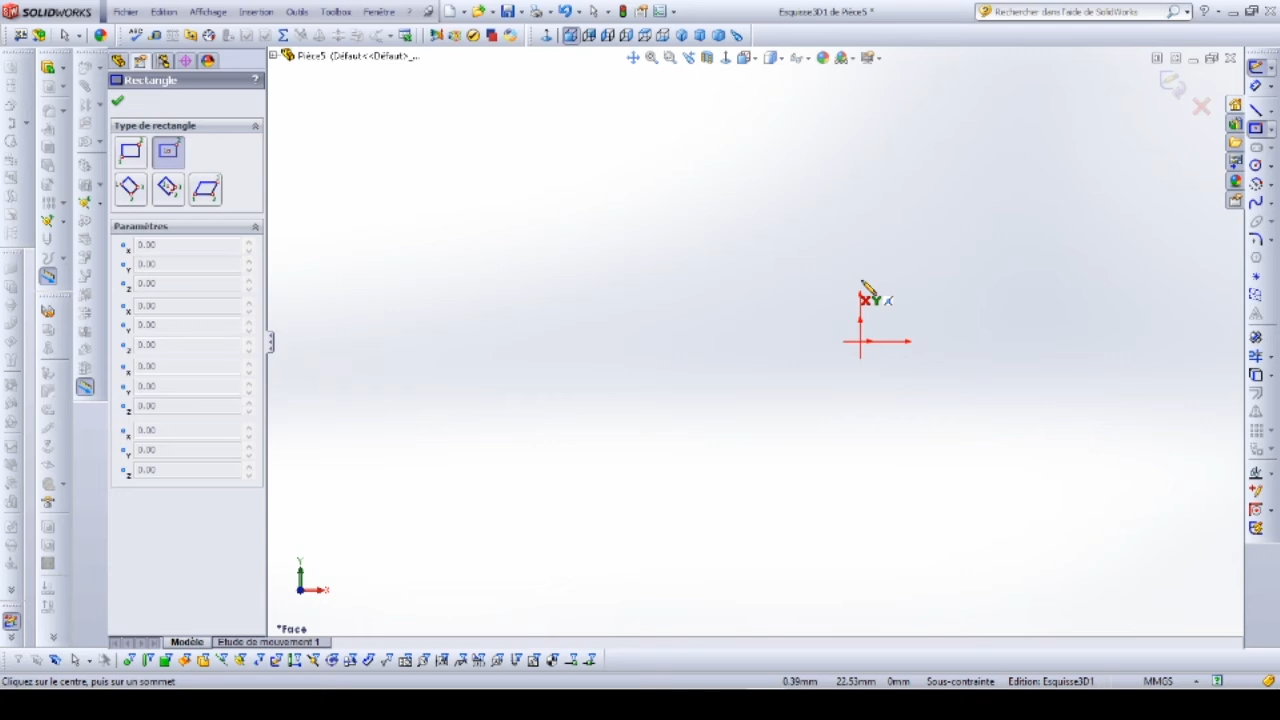 SOLIDWORKS Fichier Edition Affichage Insertion Outils Toolbox Fenêtre ? Esquisse3D1 de Pièce5 * Rechercher dans l'aide de SolidWorks
Pièce5 (Défaut<<Défaut>_...
Rectangle ?
Type de rectangle
Paramètres
x 0.00
Y 0.00
z 0.00
x 0.00
Y 0.00
z 0.00
x 0.00
Y 0.00
z 0.00
x 0.00
Y 0.00
z 0.00
XY
Y
X
*Face
Modèle Etude de mouvement 1
Cliquez sur le centre, puis sur un sommet 0.39mm 22.53mm 0mm Sous-contrainte Edition: Esquisse3D1 MMGS